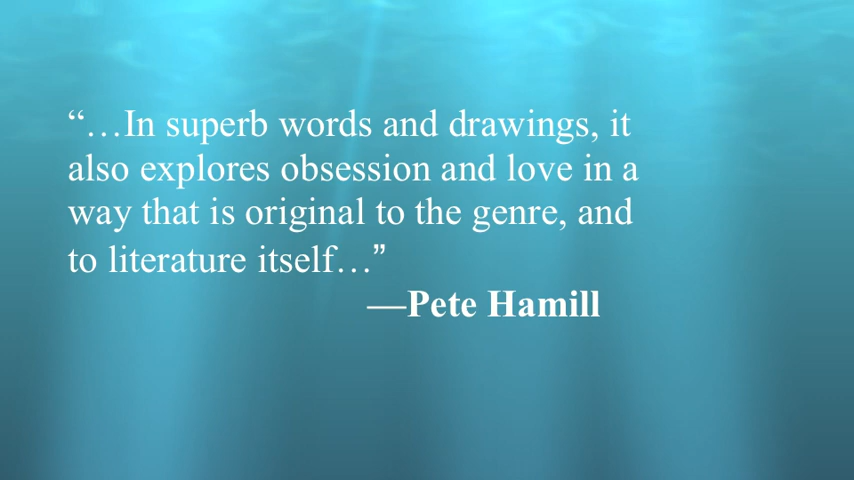 “…In superb words and drawings, it
also explores obsession and love in a
way that is original to the genre, and
to literature itself…”
—Pete Hamill